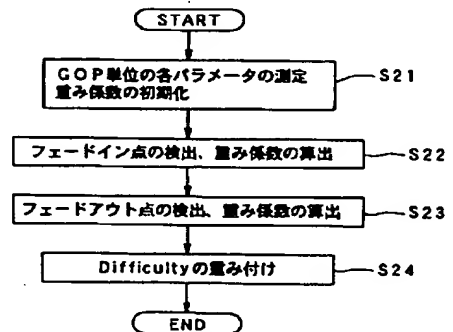 START
GOP単位の各パラメータの測定
重み係数の初期化
S21
フェードイン点の検出、重み係数の算出
S22
フェードアウト点の検出、重み係数の算出
S23
Difficultyの重み付け
S24
END